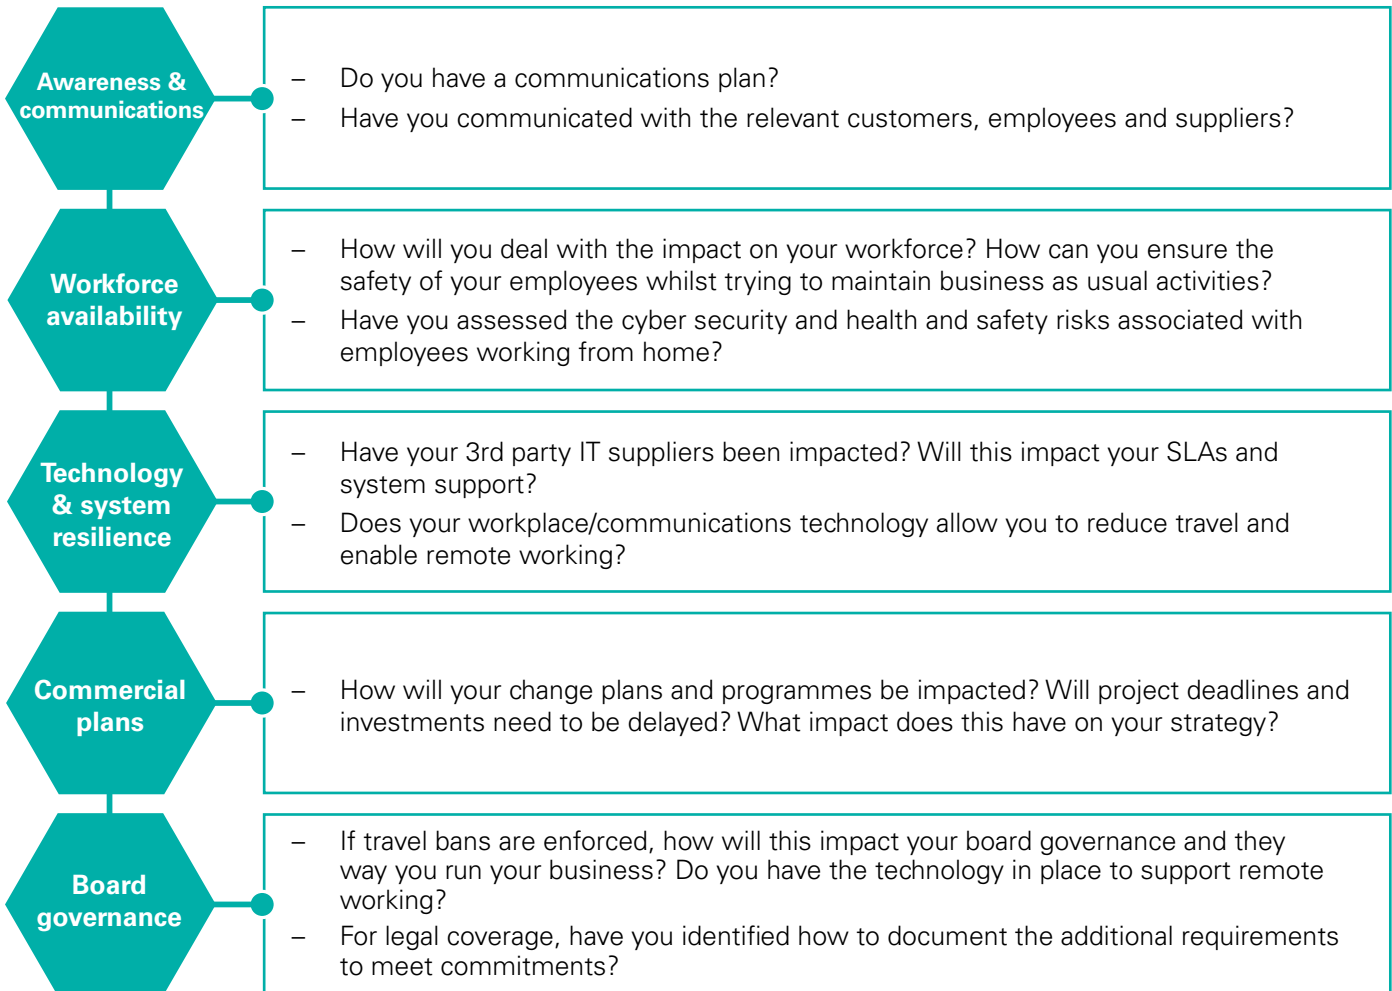 Awareness &
communications
– Do you have a communications plan?
– Have you communicated with the relevant customers, employees and suppliers?
Workforce
availability
– How will you deal with the impact on your workforce? How can you ensure the
safety of your employees whilst trying to maintain business as usual activities?
– Have you assessed the cyber security and health and safety risks associated with
employees working from home?
Technology
& system
resilience
– Have your 3rd party IT suppliers been impacted? Will this impact your SLAs and
system support?
– Does your workplace/communications technology allow you to reduce travel and
enable remote working?
Commercial
plans
– How will your change plans and programmes be impacted? Will project deadlines and
investments need to be delayed? What impact does this have on your strategy?
Board
governance
– If travel bans are enforced, how will this impact your board governance and they
way you run your business? Do you have the technology in place to support remote
working?
– For legal coverage, have you identified how to document the additional requirements
to meet commitments?